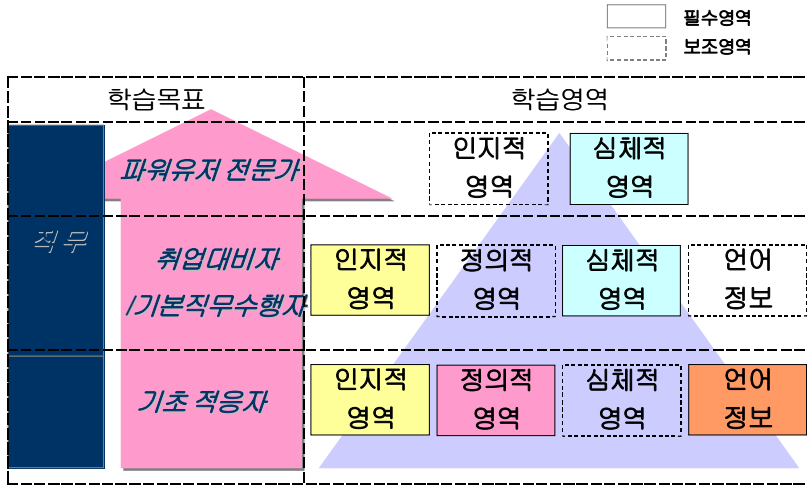 필수영역
보조영역
학습목표
학습영역
파워유저 전문가
인지적
영역
심체적
영역
직무
취업대비자
/기본직무수행자
인지적
영역
정의적
영역
심체적
영역
언어
정보
기초 적응자
인지적
영역
정의적
영역
심체적
영역
언어
정보